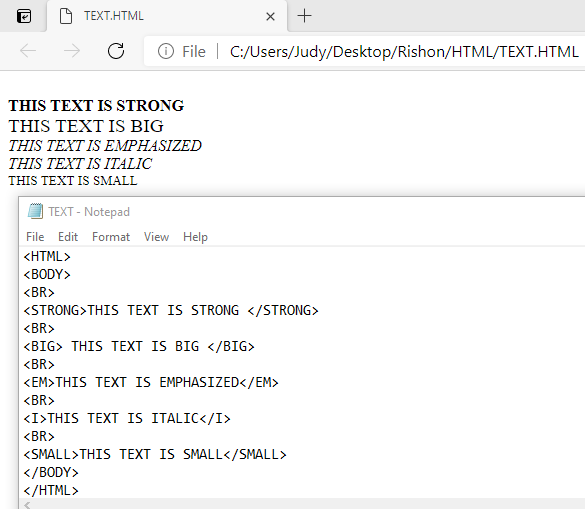 TEXT.HTML
File C:/Users/Judy/Desktop/Rishon/HTML/TEXT.HTML
THIS TEXT IS STRONG
THIS TEXT IS BIG
THIS TEXT IS EMPHASIZED
THIS TEXT IS ITALIC
THIS TEXT IS SMALL
TEXT - Notepad
File Edit Format View Help
<HTML>
<BODY>
<BR>
<STRONG>THIS TEXT IS STRONG </STRONG>
<BR>
<BIG> THIS TEXT IS BIG </BIG>
<BR>
<EM>THIS TEXT IS EMPHASIZED</EM>
<BR>
<I>THIS TEXT IS ITALIC</I>
<BR>
<SMALL>THIS TEXT IS SMALL</SMALL>
</BODY>
</HTML>